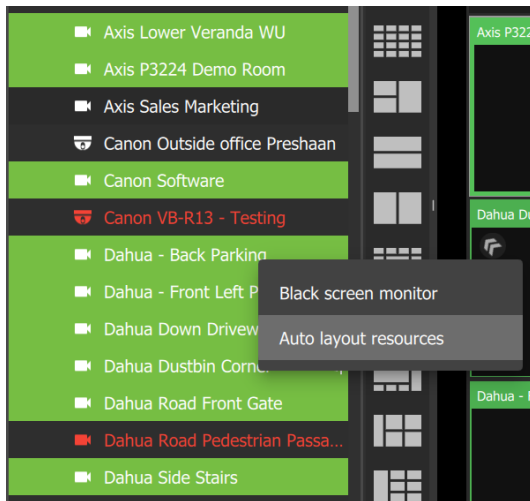 Axis Lower Veranda WU
Axis P3224 Demo Room
Axis Sales Marketing
Canon Outside office Preshaan
Canon Software
Canon VB-R13 - Testing
Dahua - Back Parking
Dahua - Front Left P
Dahua Down Drivew
Dahua Dustbin Corn
Dahua Road Front Gate
Dahua Road Pedestrian Passa...
Dahua Side Stairs
Black screen monitor
Auto layout resources
Axis P322
Dahua Du
Dahua -